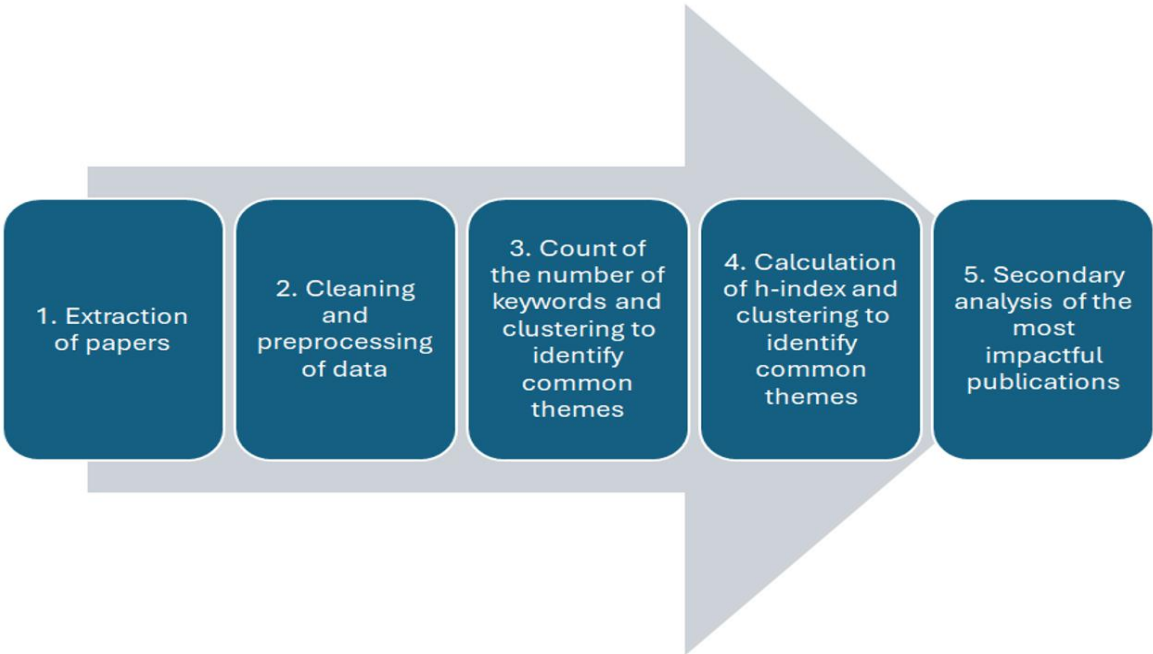 1. Extraction
of papers
2. Cleaning
and
preprocessing
of data
3. Count of
the number of
keywords and
clustering to
identify
common
themes
4. Calculation
of h-index and
clustering to
identify
common
themes
5. Secondary
analysis of the
most
impactful
publications